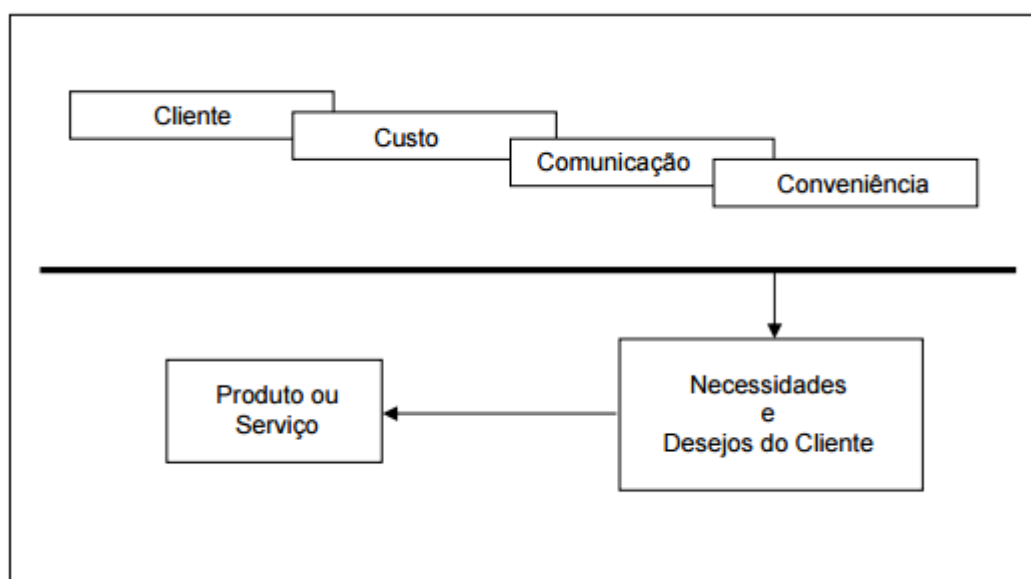 Cliente
Custo
Comunicação
Conveniência
Produto ou
Serviço
Necessidades
e
Desejos do Cliente